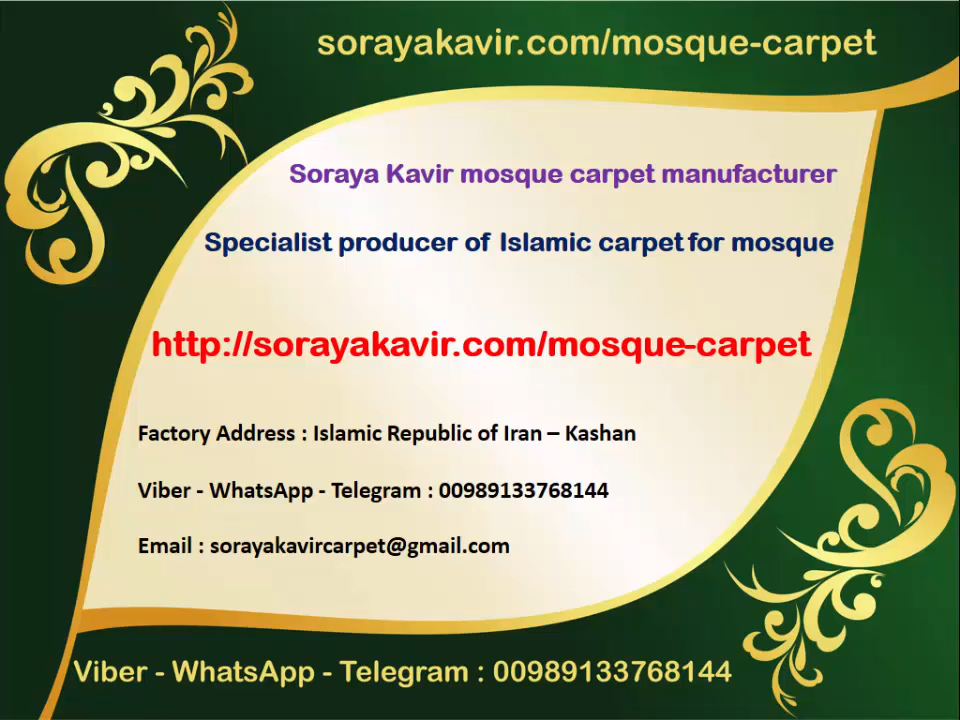 sorayakavir.com/mosque-carpet
Soraya Kavir mosque carpet manufacturer
Specialist producer of Islamic carpet for mosque
http://sorayakavir.com/mosque-carpet
Factory Address : Islamic Republic of Iran – Kashan
Viber - WhatsApp - Telegram : 00989133768144
Email : sorayakavircarpet@gmail.com
Viber - WhatsApp - Telegram : 00989133768144